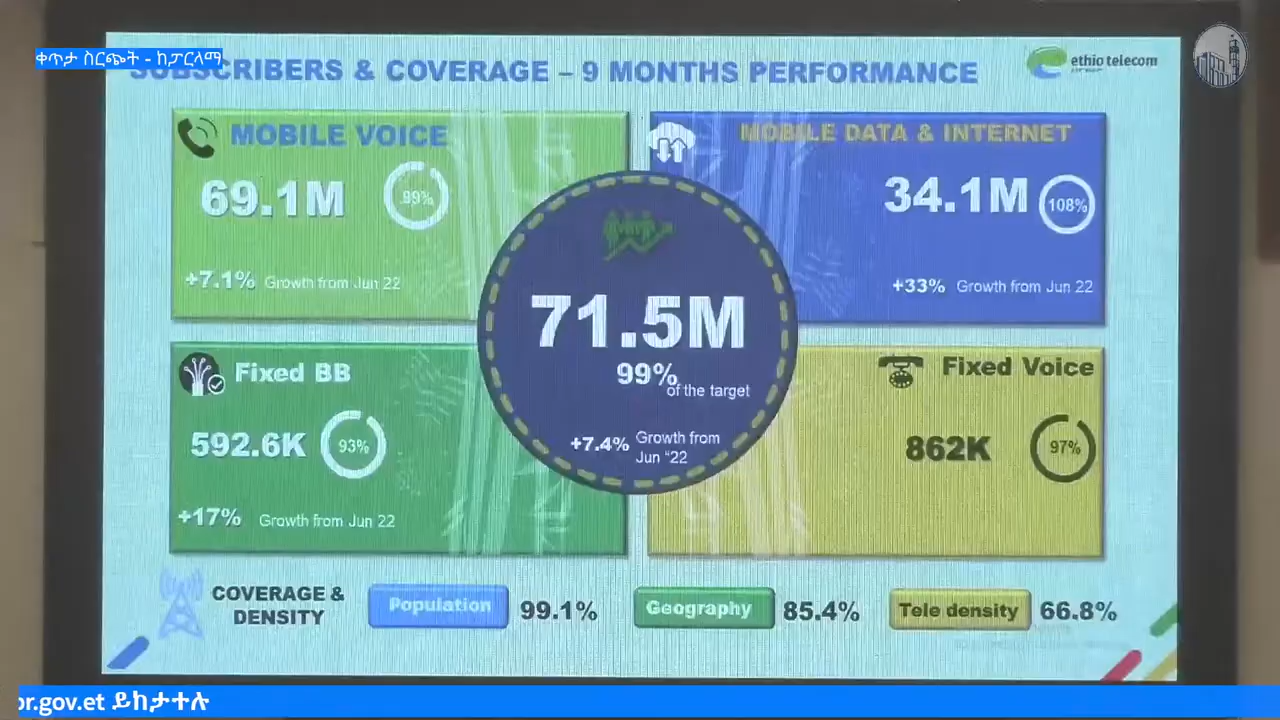 ቀጥታ ስርጭት - ከፓርላማ
SUBSCRIBERS & COVERAGE – 9 MONTHS PERFORMANCE
ethio telecom
MOBILE VOICE
69.1M
99%
+7.1% Growth from Jun 22
MOBILE DATA & INTERNET
34.1M
108%
+33% Growth from Jun 22
71.5M
99%
of the target
+7.4% Growth from
Jun "22
Fixed BB
592.6K
93%
+17% Growth from Jun 22
Fixed Voice
862K
97%
COVERAGE &
DENSITY
Population 99.1%
Geography 85.4%
Tele density 66.8%
or.gov.et ይከታተሉ